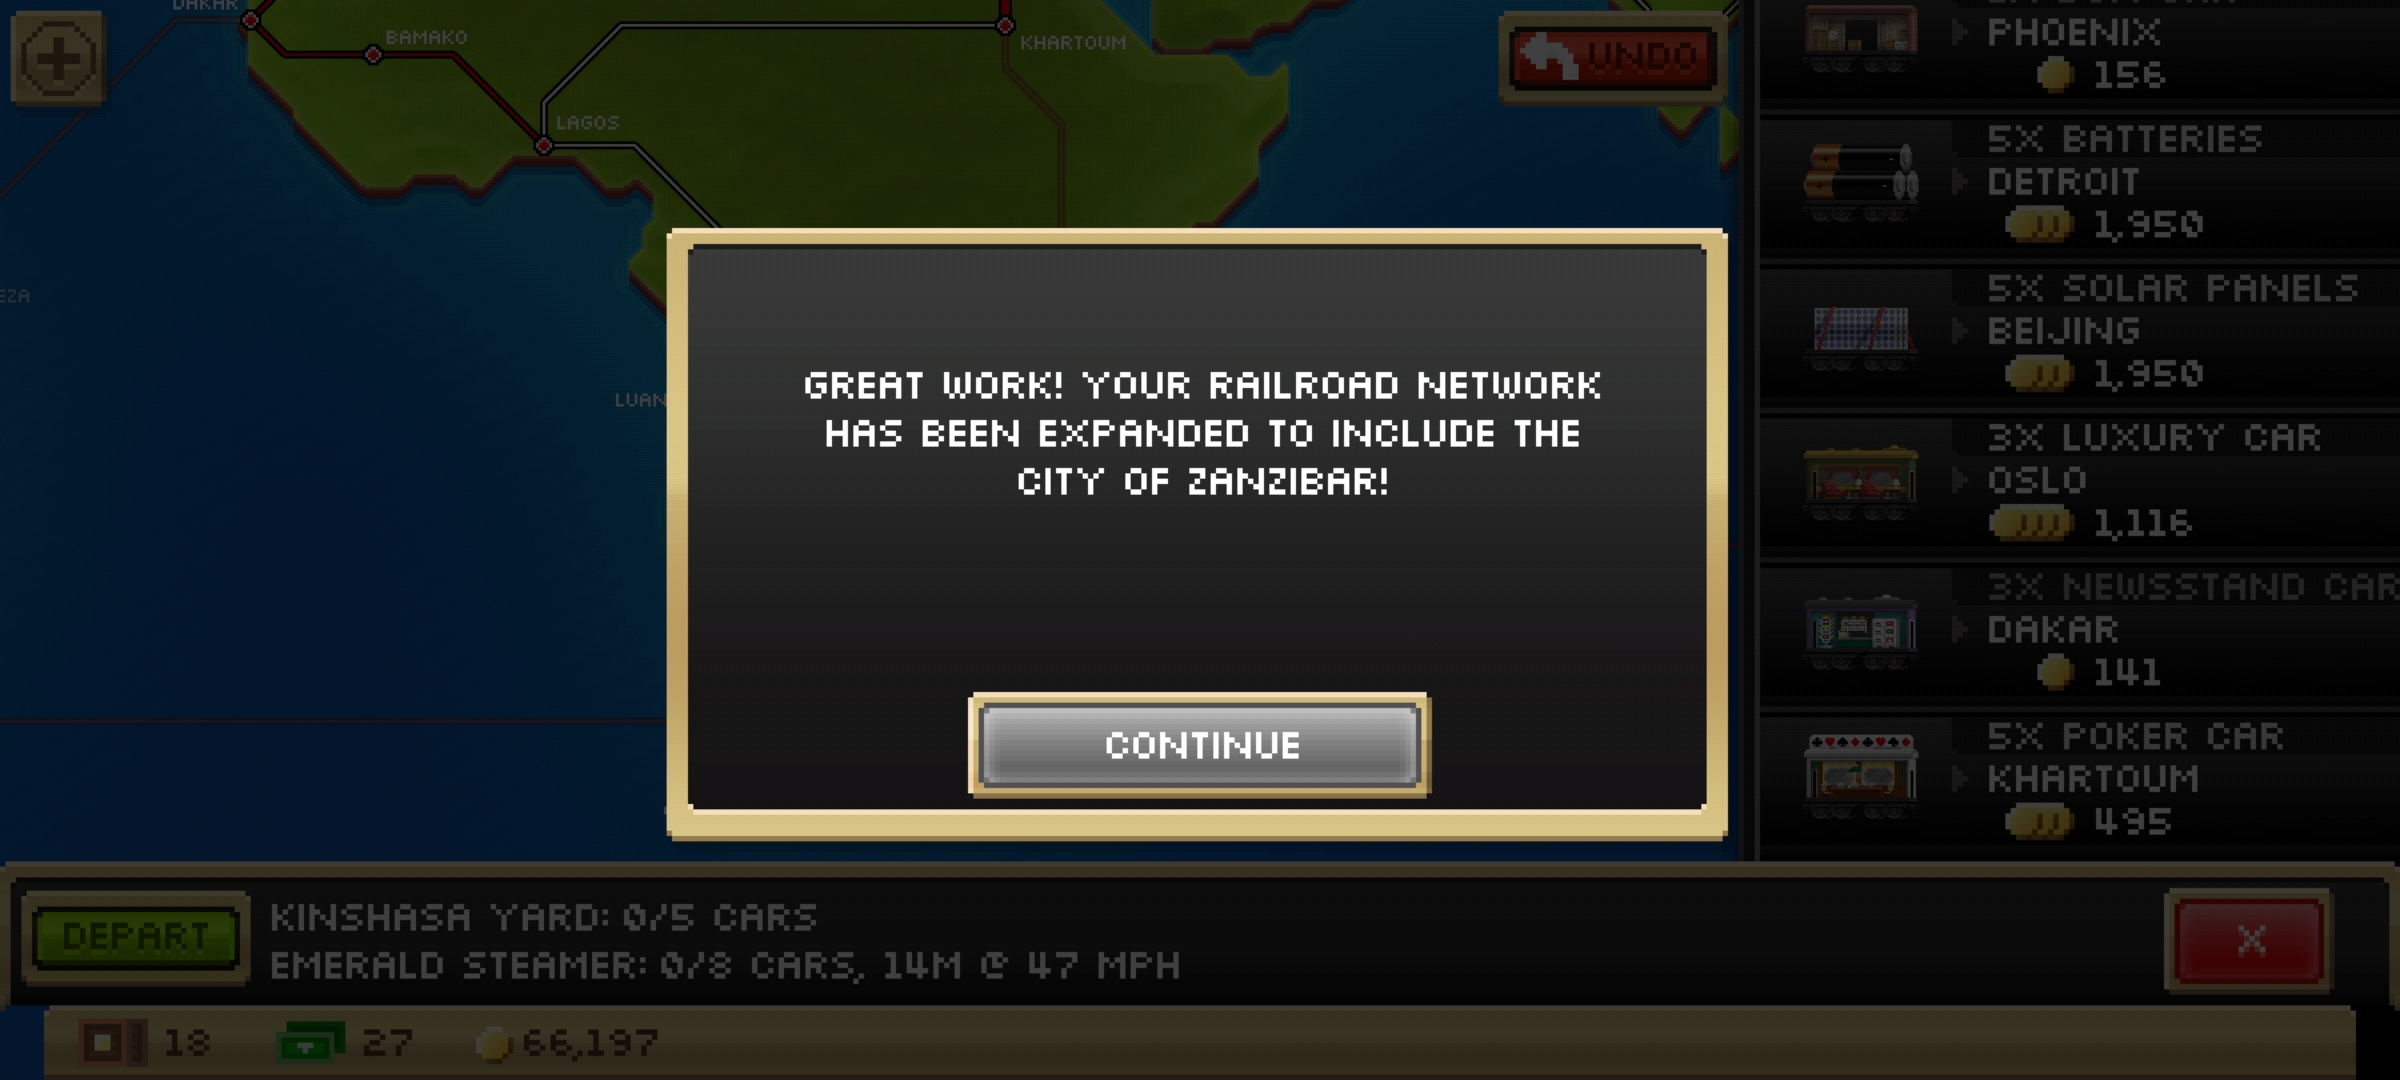 DAKAR
BAMAKO
KHARTOUM
LAGOS
UNDO
PHOENIX
156
5X BATTERIES
DETROIT
1,950
5X SOLAR PANELS
BEIJING
1,950
3X LUXURY CAR
OSLO
1,116
3X NEWSSTAND CAR
DAKAR
141
5X POKER CAR
KHARTOUM
495
EZA
LUAN
GREAT WORK! YOUR RAILROAD NETWORK
HAS BEEN EXPANDED TO INCLUDE THE
CITY OF ZANZIBAR!
CONTINUE
DEPART
KINSHASA YARD: 0/5 CARS
EMERALD STEAMER: 0/8 CARS, 14M @ 47 MPH
X
18
27
66,197